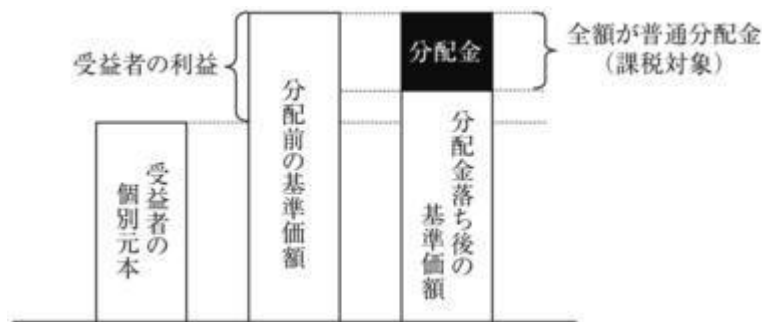 受益者の利益
分配金
全額が普通分配金
（課税対象）
受益者の
個別元本
分配前の基準価額
分配金落ち後の
基準価額